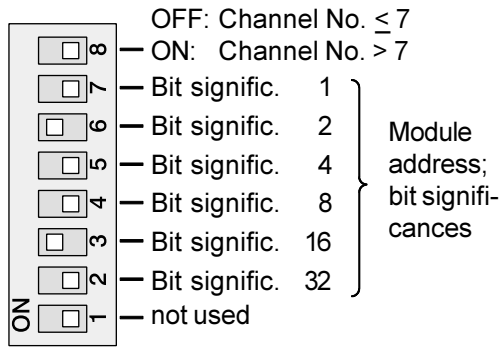 OFF: Channel No. ≤ 7
8 ON: Channel No. > 7
7 Bit signific. 1
6 Bit signific. 2
5 Bit signific. 4
4 Bit signific. 8
3 Bit signific. 16
2 Bit signific. 32
ON 1 not used
Module
address;
bit signifi-
cances